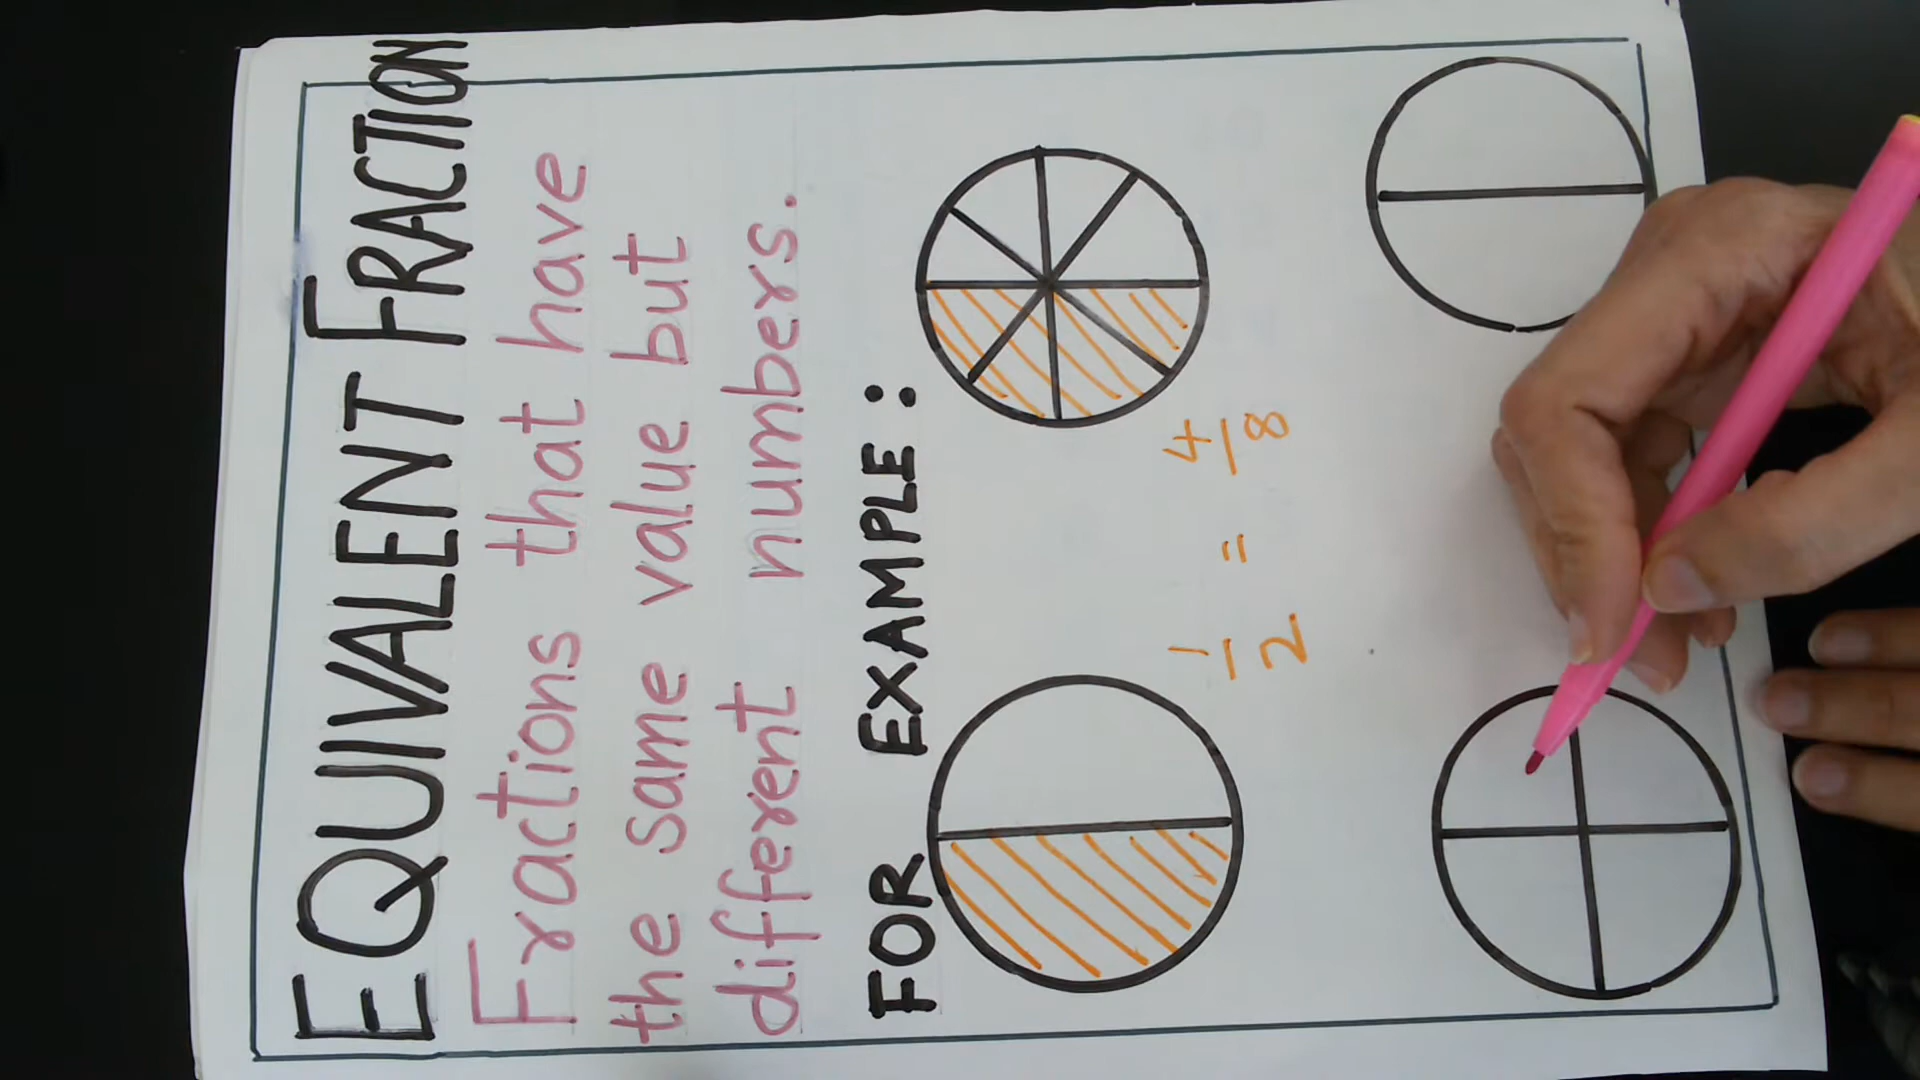 EQUIVALENT FRACTION
Fractions that have
the same value but
different numbers.
FOR EXAMPLE :
1/2 = 4/8